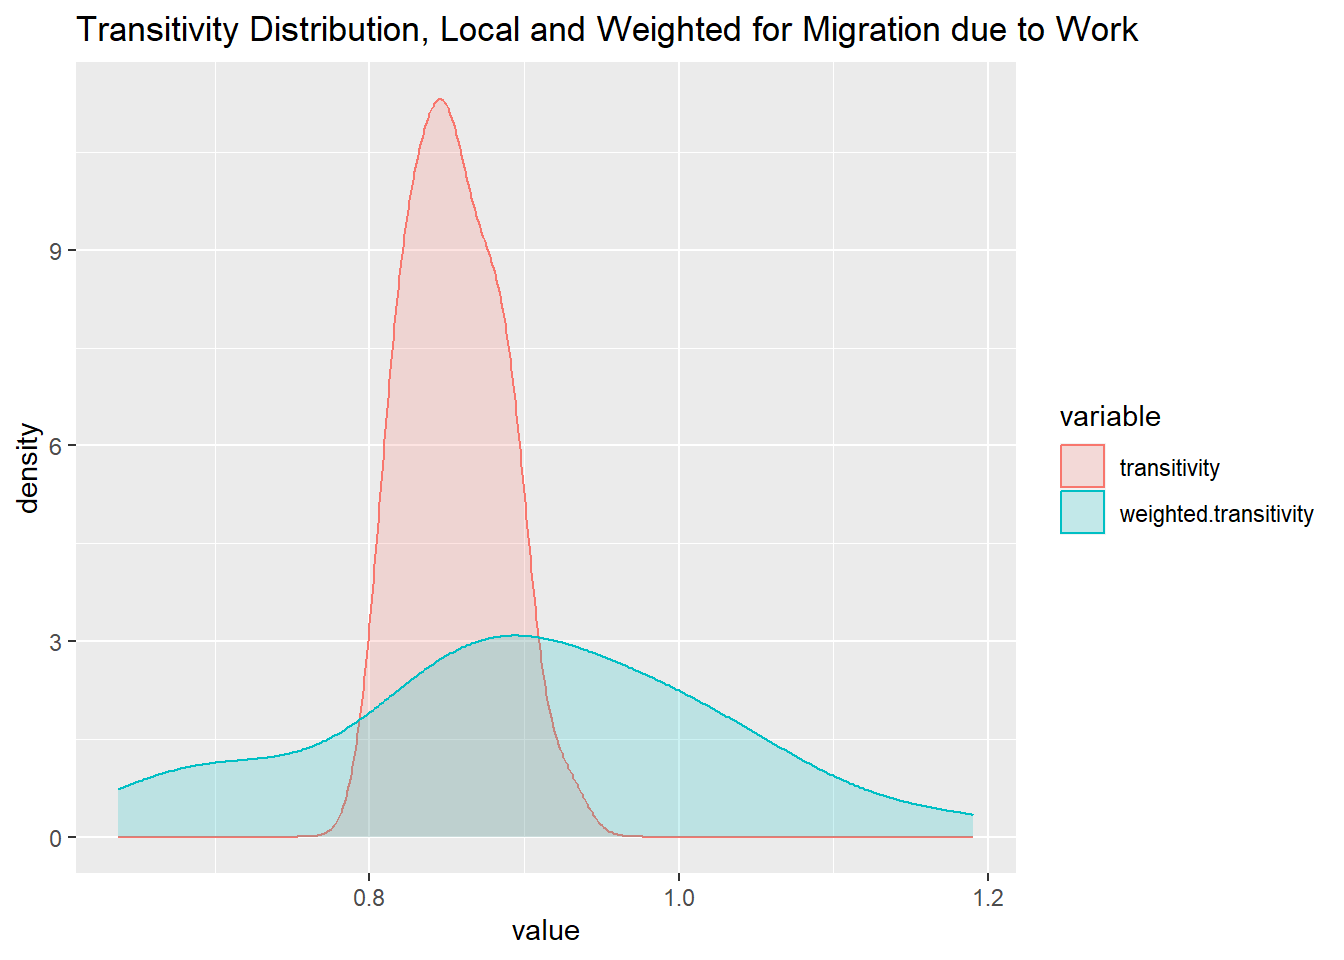 Transitivity Distribution, Local and Weighted for Migration due to Work
9
6
3
0
density
0.8
1.0
1.2
value
variable
transitivity
weighted.transitivity